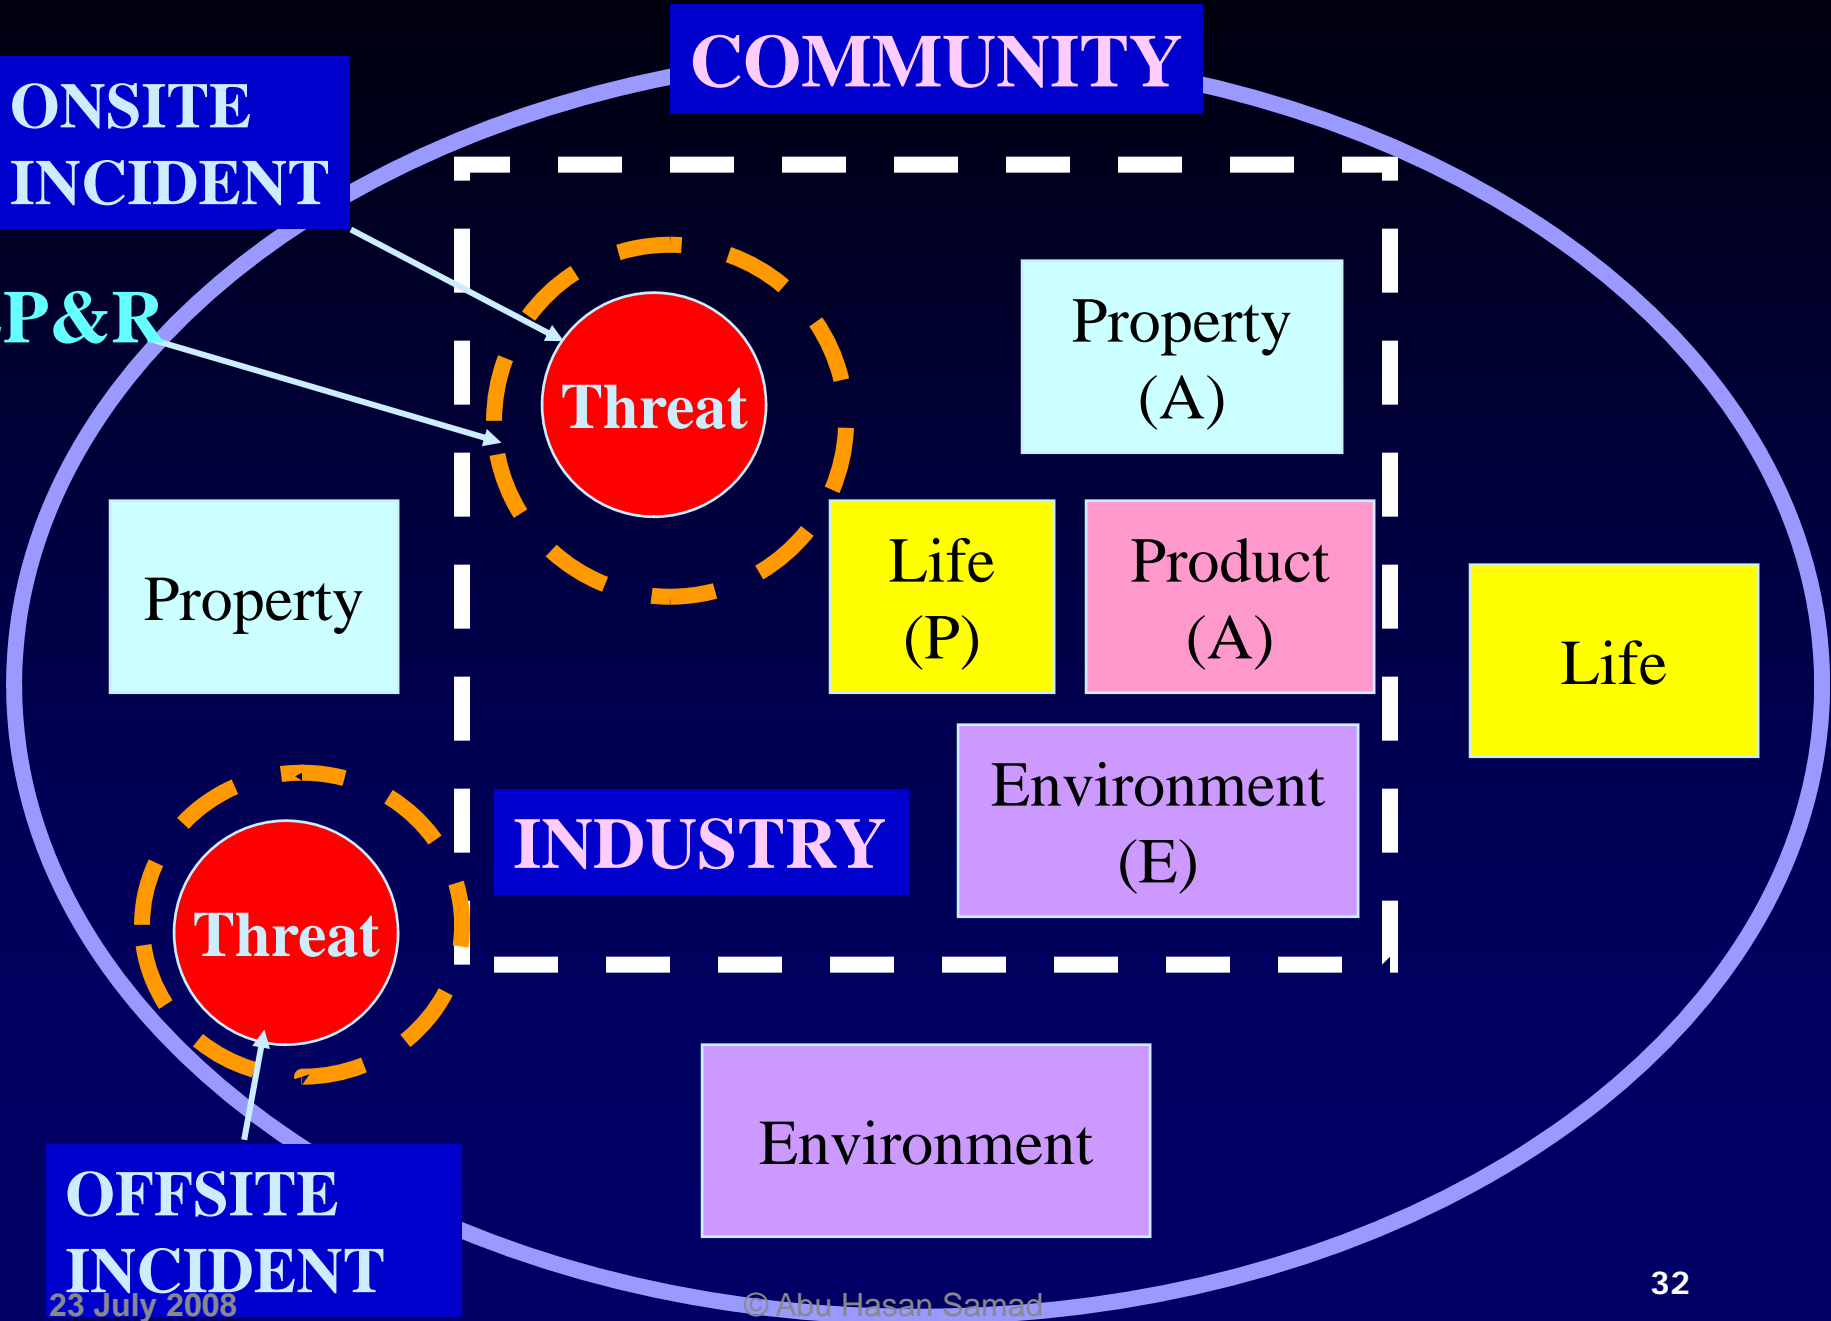 COMMUNITY
ONSITE
INCIDENT
P&R
Threat
Property
(A)
Life
(P)
Product
(A)
Property
Life
Environment
(E)
INDUSTRY
Threat
Environment
OFFSITE
INCIDENT
23 July 2008
© Abu Hasan Samad
32